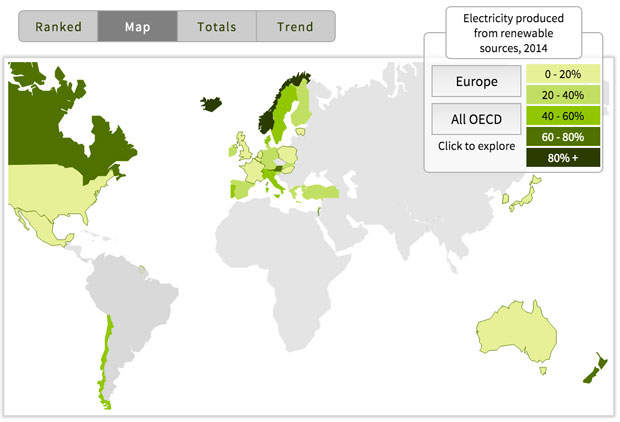 Ranked
Map
Totals
Trend
Electricity produced
from renewable
sources, 2014
Europe
All OECD
Click to explore
0 - 20%
20 - 40%
40 - 60%
60 - 80%
80% +